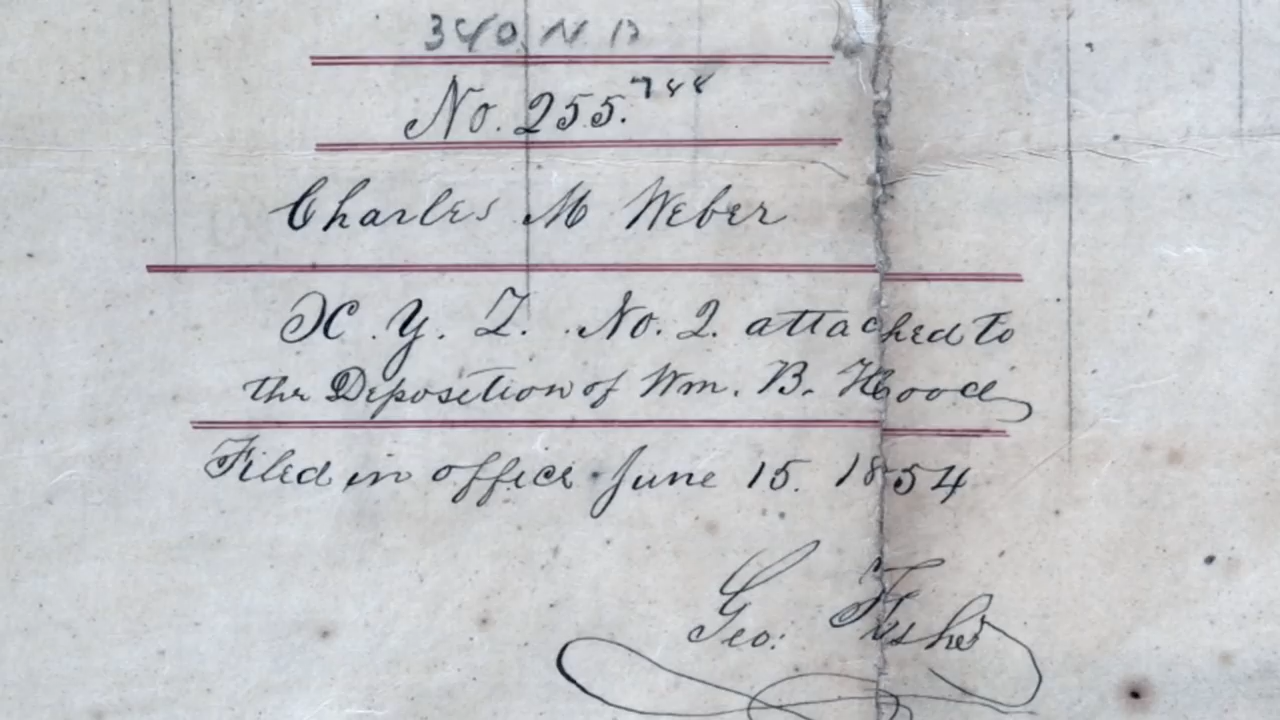 340 N D
No. 255. 788
Charles M Weber
X. Y. Z. No. 2. attached to
the Deposition of Wm. B. Hood
Filed in office June 15. 1854
Geo: Fisher